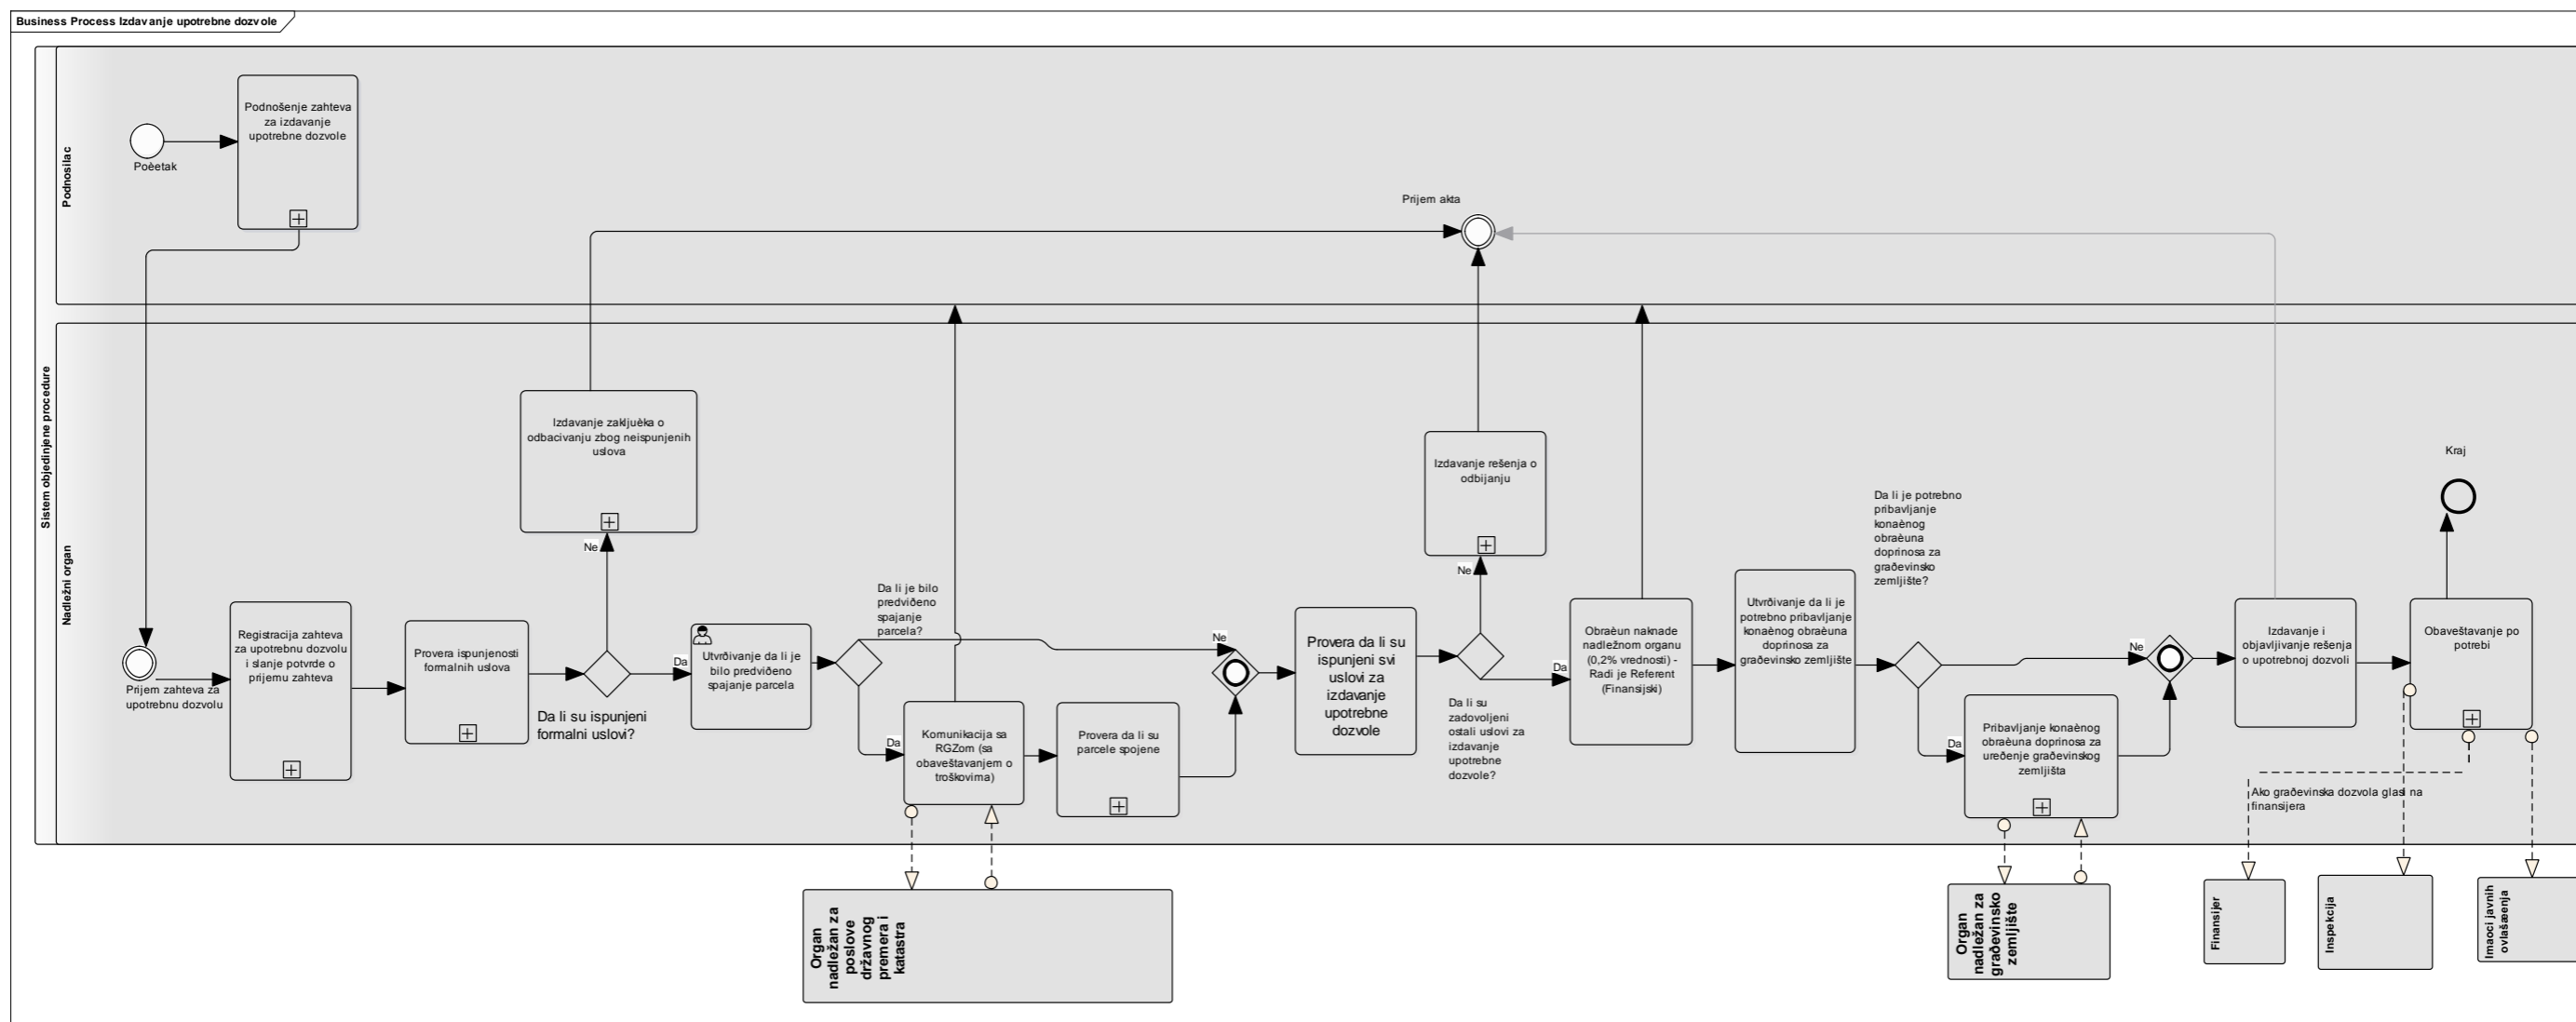 Business Process Izdavanje upotrebne dozvole
Sistem objedinjene procedure
Podnosilac
Poèetak
Podnošenje zahteva
za izdavanje
upotrebne dozvole
Prijem akta
Nadležni organ
Prijem zahteva za
upotrebnu dozvolu
Registracija zahteva
za upotrebnu dozvolu
i slanje potvrde o
prijemu zahteva
Provera ispunjenosti
formalnih uslova
Da li su ispunjeni
formalni uslovi?
Ne
Izdavanje zakljuèka o
odbacivanju zbog neispunjenih
uslova
Da
Utvrðivanje da li je
bilo predviðeno
spajanje parcela
Da li je bilo
predviðeno
spajanje
parcela?
Da
Komunikacija sa
RGZom (sa
obaveštavanjem o
troškovima)
Provera da li su
parcele spojene
Ne
Provera da li su
ispunjeni svi
uslovi za
izdavanje
upotrebne
dozvole
Ne
Izdavanje rešenja o
odbijanju
Da li su
zadovoljeni
ostali uslovi za
izdavanje
upotrebne
dozvole?
Da
Obraèun naknade
nadležnom organu
(0,2% vrednosti) -
Radi je Referent
(Finansijski)
Utvrðivanje da li je
potrebno pribavljanje
konaènog obraèuna
doprinosa za
graðevinsko zemljište
Da li je potrebno
pribavljanje
konaènog
obraèuna
doprinosa za
graðevinsko
zemljište?
Da
Pribavljanje konaènog
obraèuna doprinosa za
ureðenje graðevinskog
zemljišta
Ne
Izdavanje i
objavljivanje rešenja
o upotrebnoj dozvoli
Obaveštavanje po
potrebi
Kraj
Ako graðevinska dozvola glasi na
finansijera
Organ
nadležan za
poslove
državnog
premera i
katastra
Organ
nadležan za
graðevinsko
zemljište
Finansijer
Inspekcija
Imaoci javnih
ovlašæenja